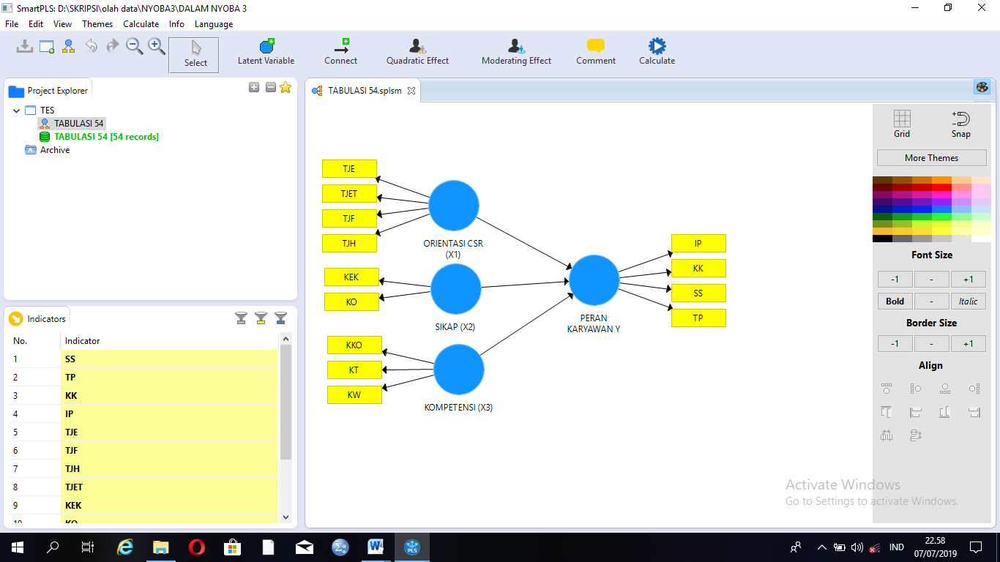 SmartPLS: D:\SKRIPSI\olah data\NYOBA3\DALAM NYOBA 3
File Edit View Themes Calculate Info Language
Select
Latent Variable
Connect
Quadratic Effect
Moderating Effect
Comment
Calculate
Project Explorer
TES
TABULASI 54
TABULASI 54 [54 records]
Archive
Indicators
No. Indicator
1 SS
2 TP
3 KK
4 IP
5 TJE
6 TJF
7 TJH
8 TJET
9 KEK
10 KO
TABULASI 54.splsm
TJE
TJET
TJF
TJH
ORIENTASI CSR
(X1)
KEK
KO
SIKAP (X2)
KKO
KT
KW
KOMPETENSI (X3)
PERAN
KARYAWAN Y
IP
KK
SS
TP
Grid
Snap
More Themes
Font Size
-1 - +1
Bold - Italic
Border Size
-1 - +1
Align
Activate Windows
Go to Settings to activate Windows.
PLS
IND
22.58
07/07/2019